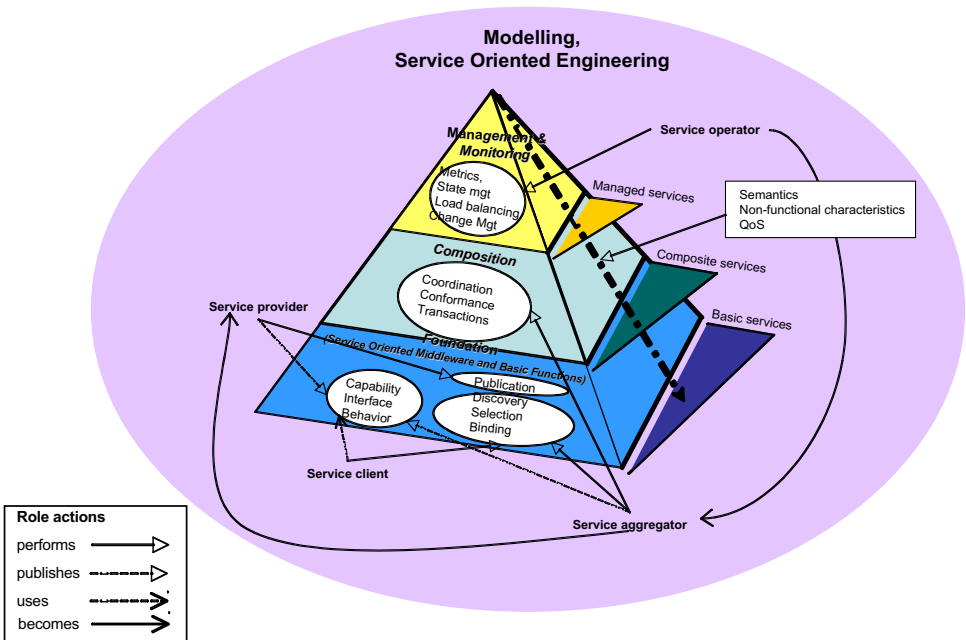 Modelling,
Service Oriented Engineering
Service operator
Management &
Monitoring
Metrics,
State mgt
Load balancing
Change Mgt
Managed services
Semantics
Non-functional characteristics
QoS
Composition
Composite services
Coordination
Conformance
Transactions
Service provider
Basic services
Foundation
(Service Oriented Middleware and Basic Functions)
Publication
Capability
Interface
Behavior
Discovery
Selection
Binding
Service client
Service aggregator
Role actions
performs
publishes
uses
becomes